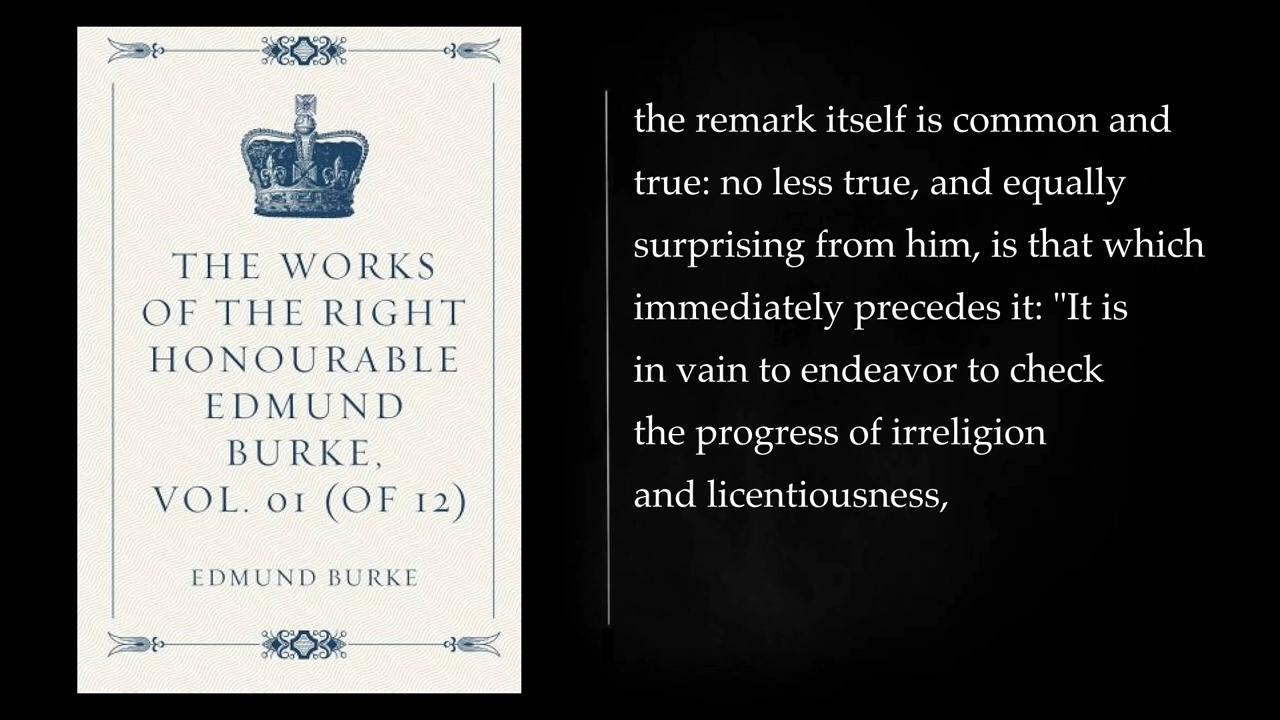 THE WORKS
OF THE RIGHT
HONOURABLE
EDMUND
BURKE,
VOL. 01 (OF 12)
EDMUND BURKE
the remark itself is common and
true: no less true, and equally
surprising from him, is that which
immediately precedes it: "It is
in vain to endeavor to check
the progress of irreligion
and licentiousness,